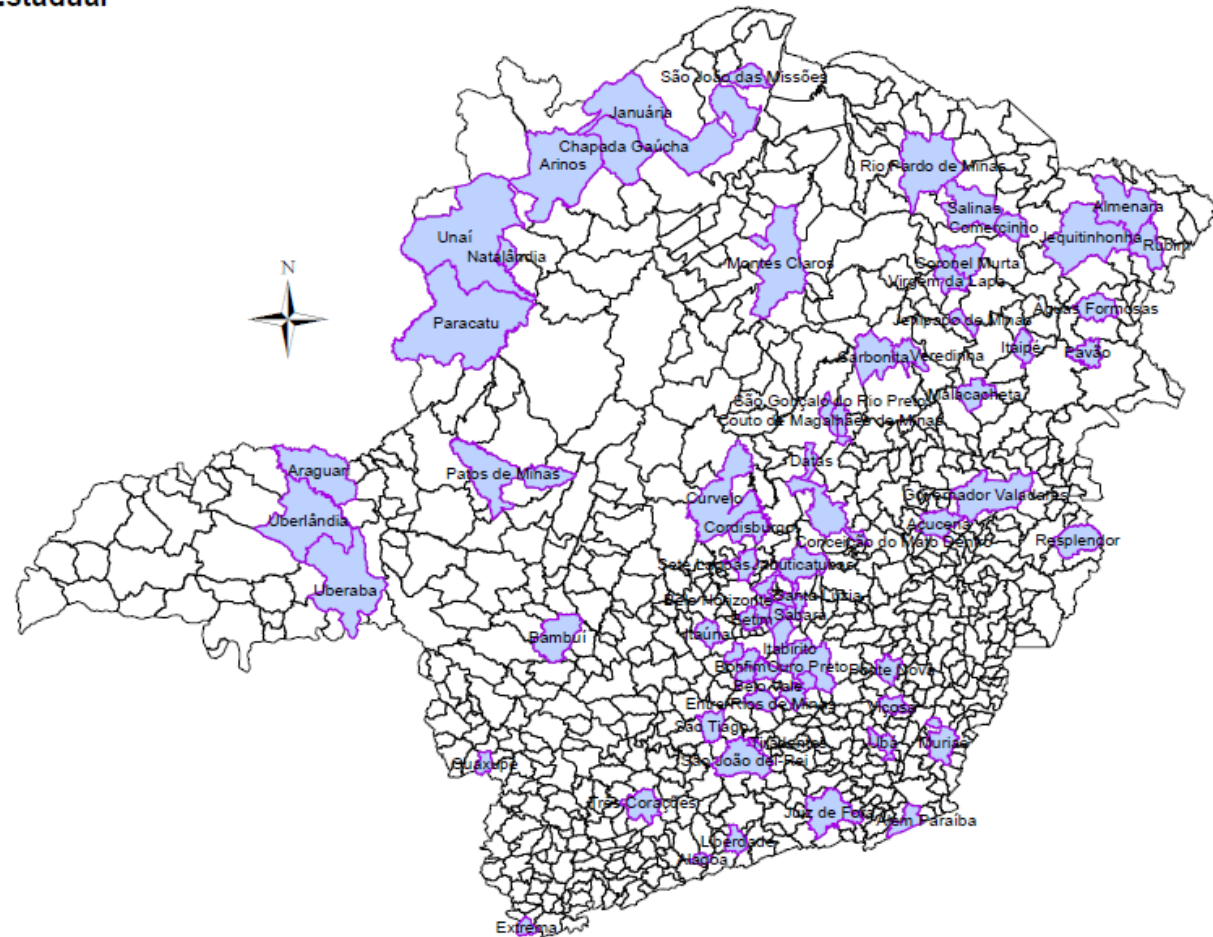 .stadual
São João das Missões
Januária
Chapada Gaúcha
Arinos
Rio Pardo de Minas
Salinas
Almenara
Comercinho
Unaí
Jequitinhonha
Rubim
Natalândia
Montes Claros
Coronel Murta
N
Virgem da Lapa
Águas Formosas
Jenipapo de Minas
Paracatu
Itaipé
Pavão
Carbonita
Veredinha
Malacacheta
São Gonçalo do Rio Preto
Couto de Magalhães de Minas
Datas
Araguari
Patos de Minas
Curvelo
Governador Valadares
Uberlândia
Cordisburgo
Açucena
Conceição do Mato Dentro
Resplendor
Sete Lagoas
Jabuticatubas
Uberaba
Santa Luzia
Belo Horizonte
Sabará
Betim
Itaúna
Bambuí
Itabirito
Bonfim
Ouro Preto
Ponte Nova
Belo Vale
Entre Rios de Minas
Viçosa
São Tiago
Tiradentes
Ubá
Muriaé
São João del-Rei
Guaxupé
Três Corações
Juiz de Fora
Além Paraíba
Liberdade
Alagoa
Extrema